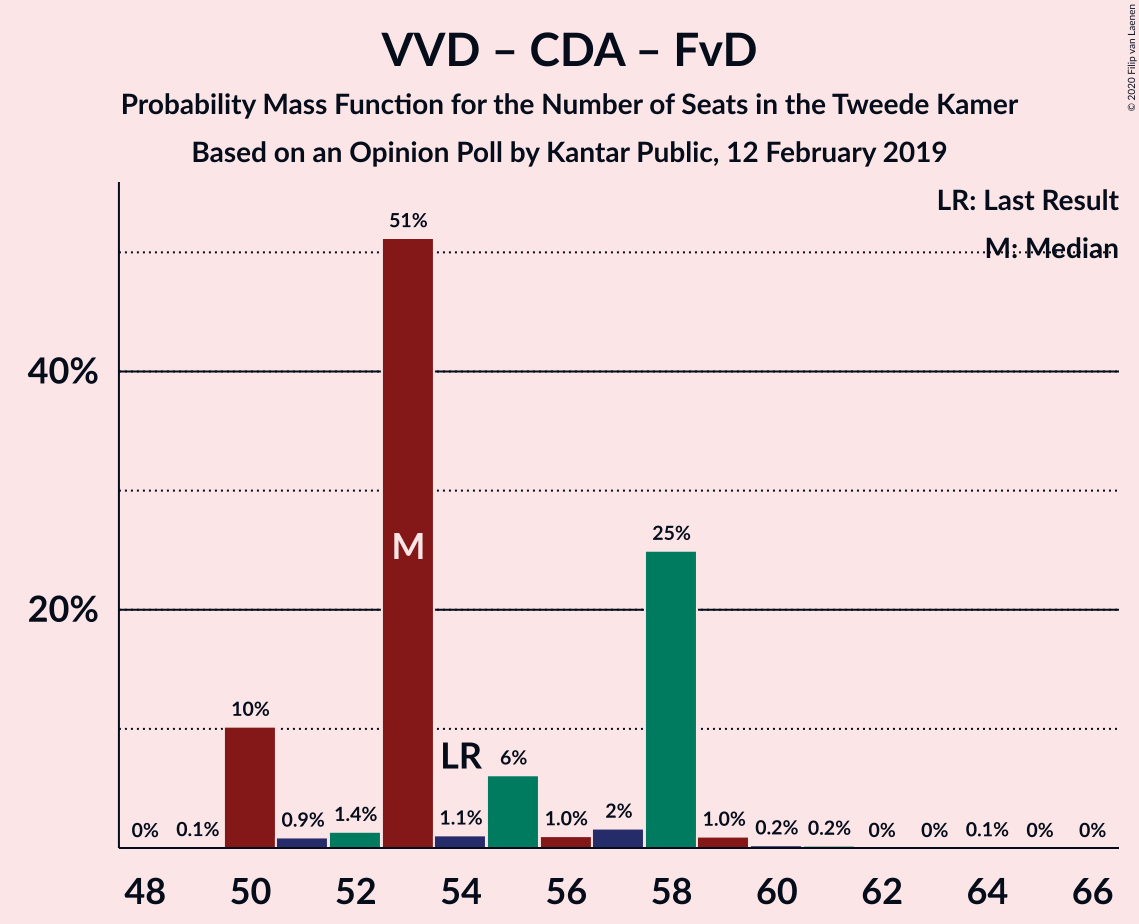 VVD – CDA – FvD
Probability Mass Function for the Number of Seats in the Tweede Kamer
Based on an Opinion Poll by Kantar Public, 12 February 2019
© 2020 Filip van Laenen
LR: Last Result
M: Median
40%
20%
0% 0.1% 10% 0.9% 1.4% 51% 1.1% 6% 1.0% 2% 25% 1.0% 0.2% 0.2% 0% 0% 0.1% 0% 0%
M
LR
48 50 52 54 56 58 60 62 64 66